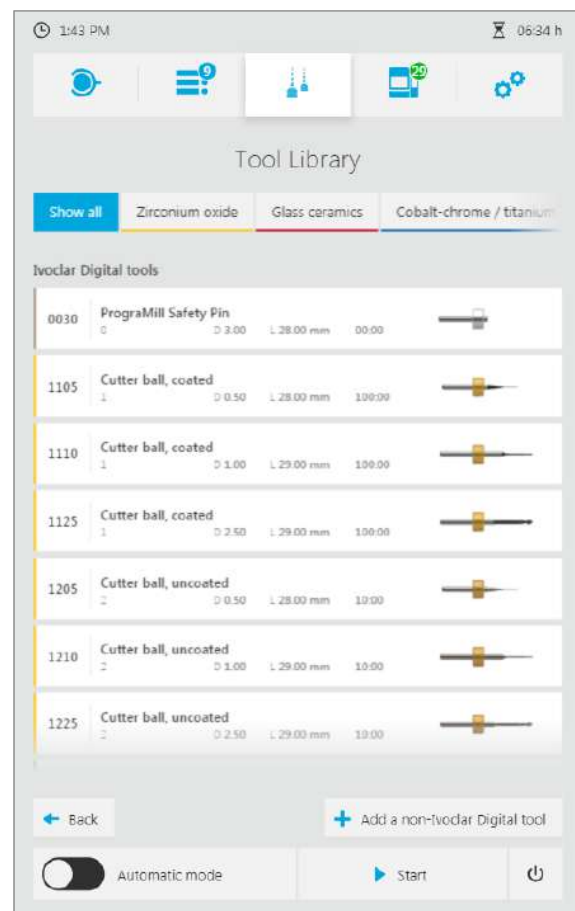 1:43 PM 06:34 h
9 29
Tool Library
Show all Zirconium oxide Glass ceramics Cobalt-chrome / titanium
Ivoclar Digital tools
0030 PrograMill Safety Pin
0 D 3.00 L 28.00 mm 00:00
1105 Cutter ball, coated
1 D 0.50 L 28.00 mm 100:00
1110 Cutter ball, coated
1 D 1.00 L 29.00 mm 100:00
1125 Cutter ball, coated
1 D 2.50 L 29.00 mm 100:00
1205 Cutter ball, uncoated
2 D 0.50 L 28.00 mm 10:00
1210 Cutter ball, uncoated
2 D 1.00 L 29.00 mm 10:00
1225 Cutter ball, uncoated
2 D 2.50 L 29.00 mm 10:00
Back Add a non-Ivoclar Digital tool
Automatic mode Start